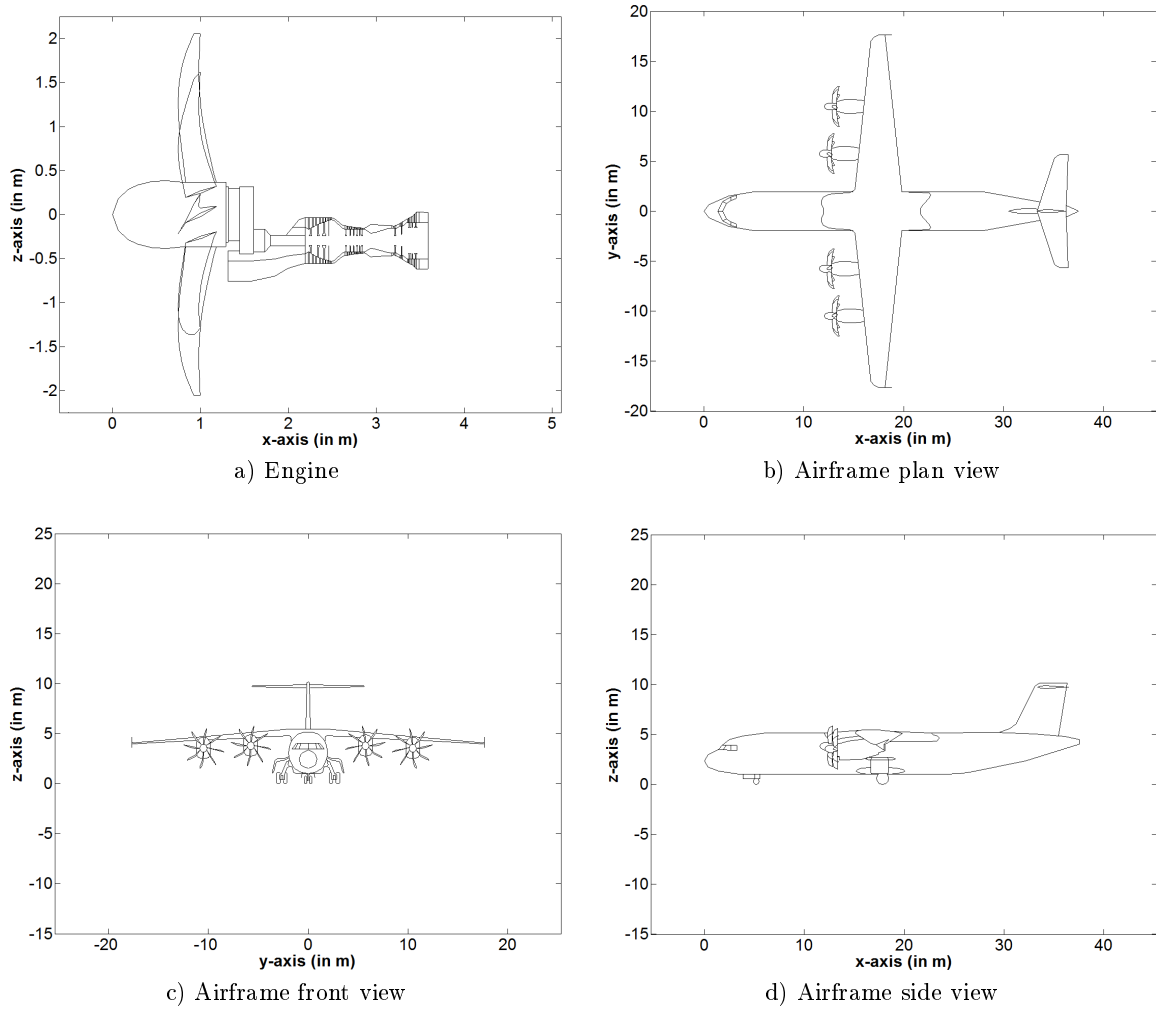 2
1.5
1
0.5
0
-0.5
-1
-1.5
-2
z-axis (in m)
0 1 2 3 4 5
x-axis (in m)
a) Engine
20
15
10
5
0
-5
-10
-15
-20
y-axis (in m)
0 10 20 30 40
x-axis (in m)
b) Airframe plan view
25
20
15
10
5
0
-5
-10
-15
z-axis (in m)
-20 -10 0 10 20
y-axis (in m)
c) Airframe front view
25
20
15
10
5
0
-5
-10
-15
z-axis (in m)
0 10 20 30 40
x-axis (in m)
d) Airframe side view